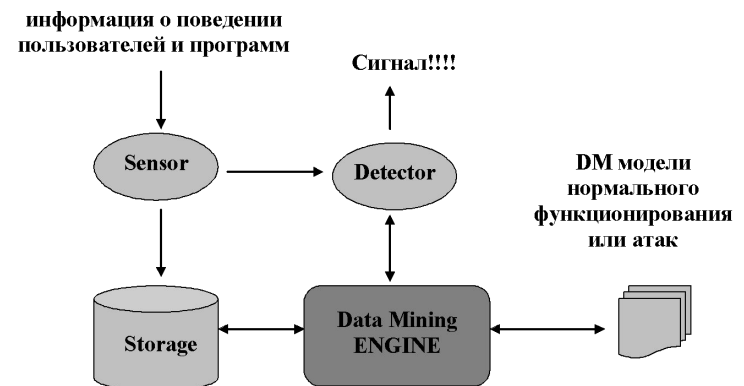 информация о поведении
пользователей и программ
Сигнал!!!!
Sensor
Detector
DM модели
нормального
функционирования
или атак
Storage
Data Mining
ENGINE